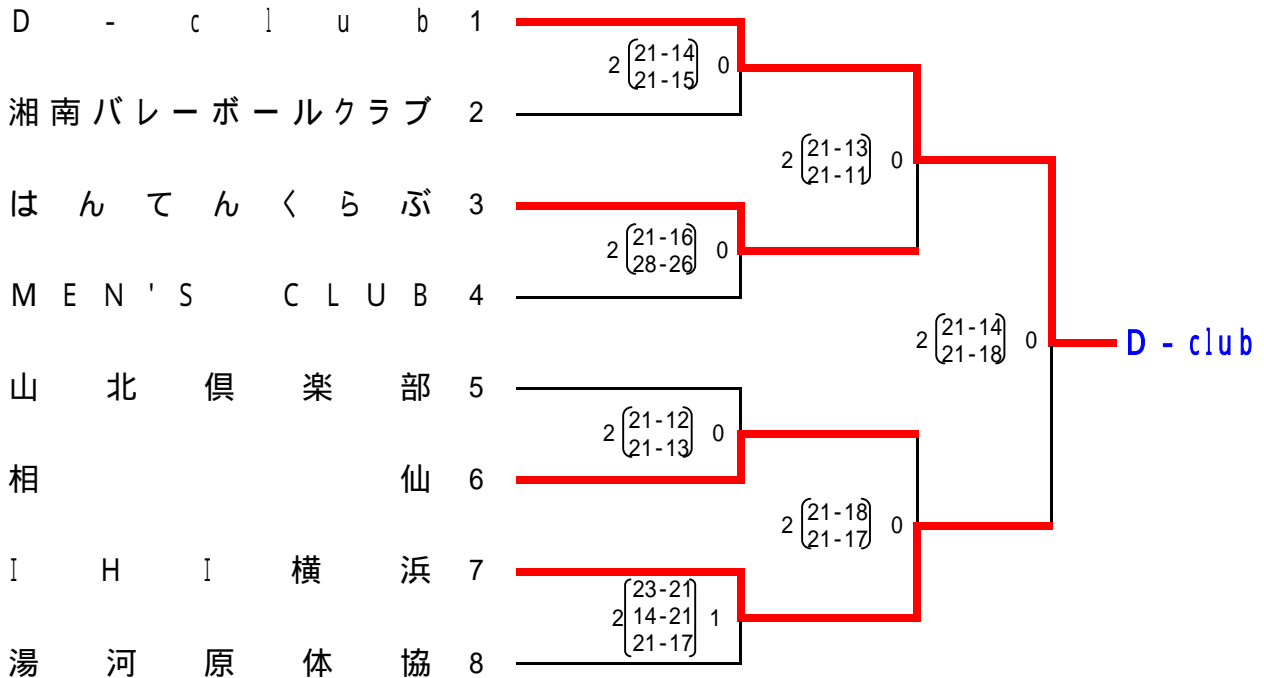 D-club 1
2 21-14 0
21-15
湘南バレーボールクラブ 2
2 21-13 0
21-11
はんてんくらぶ 3
2 21-16 0
28-26
MEN'S CLUB 4
2 21-14 0
21-18
D-club
山北倶楽部 5
2 21-12 0
21-13
相仙 6
2 21-18 0
21-17
IHI横浜 7
23-21
2 14-21 1
21-17
湯河原体協 8